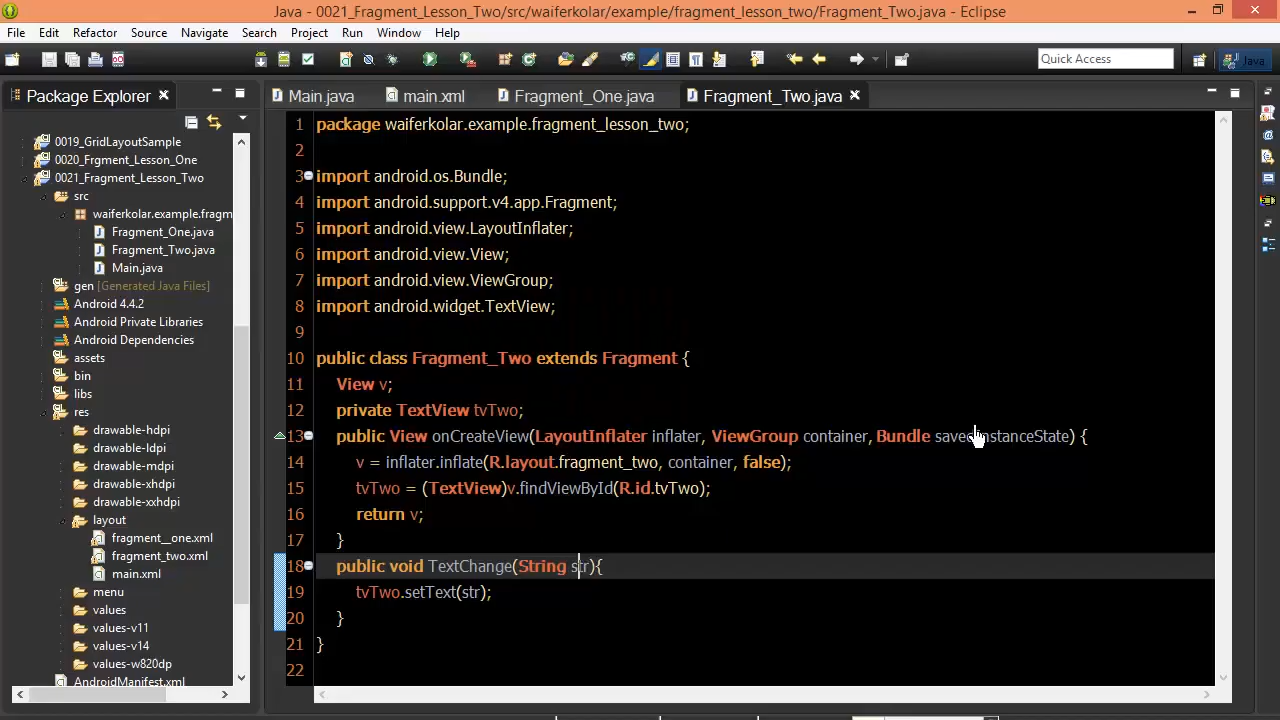 Java - 0021_Fragment_Lesson_Two/src/waiferkolar/example/fragment_lesson_two/Fragment_Two.java - Eclipse
File Edit Refactor Source Navigate Search Project Run Window Help
Quick Access
Java
Package Explorer
0019_GridLayoutSample
0020_Frgment_Lesson_One
0021_Fragment_Lesson_Two
src
waiferkolar.example.fragm
Fragment_One.java
Fragment_Two.java
Main.java
gen [Generated Java Files]
Android 4.4.2
Android Private Libraries
Android Dependencies
assets
bin
libs
res
drawable-hdpi
drawable-ldpi
drawable-mdpi
drawable-xhdpi
drawable-xxhdpi
layout
fragment__one.xml
fragment_two.xml
main.xml
menu
values
values-v11
values-v14
values-w820dp
AndroidManifest.xml
Main.java main.xml Fragment_One.java Fragment_Two.java
1 package waiferkolar.example.fragment_lesson_two;
2
3 import android.os.Bundle;
4 import android.support.v4.app.Fragment;
5 import android.view.LayoutInflater;
6 import android.view.View;
7 import android.view.ViewGroup;
8 import android.widget.TextView;
9
10 public class Fragment_Two extends Fragment {
11 View v;
12 private TextView tvTwo;
13 public View onCreateView(LayoutInflater inflater, ViewGroup container, Bundle savedInstanceState) {
14 v = inflater.inflate(R.layout.fragment_two, container, false);
15 tvTwo = (TextView)v.findViewById(R.id.tvTwo);
16 return v;
17 }
18 public void TextChange(String str){
19 tvTwo.setText(str);
20 }
21 }
22